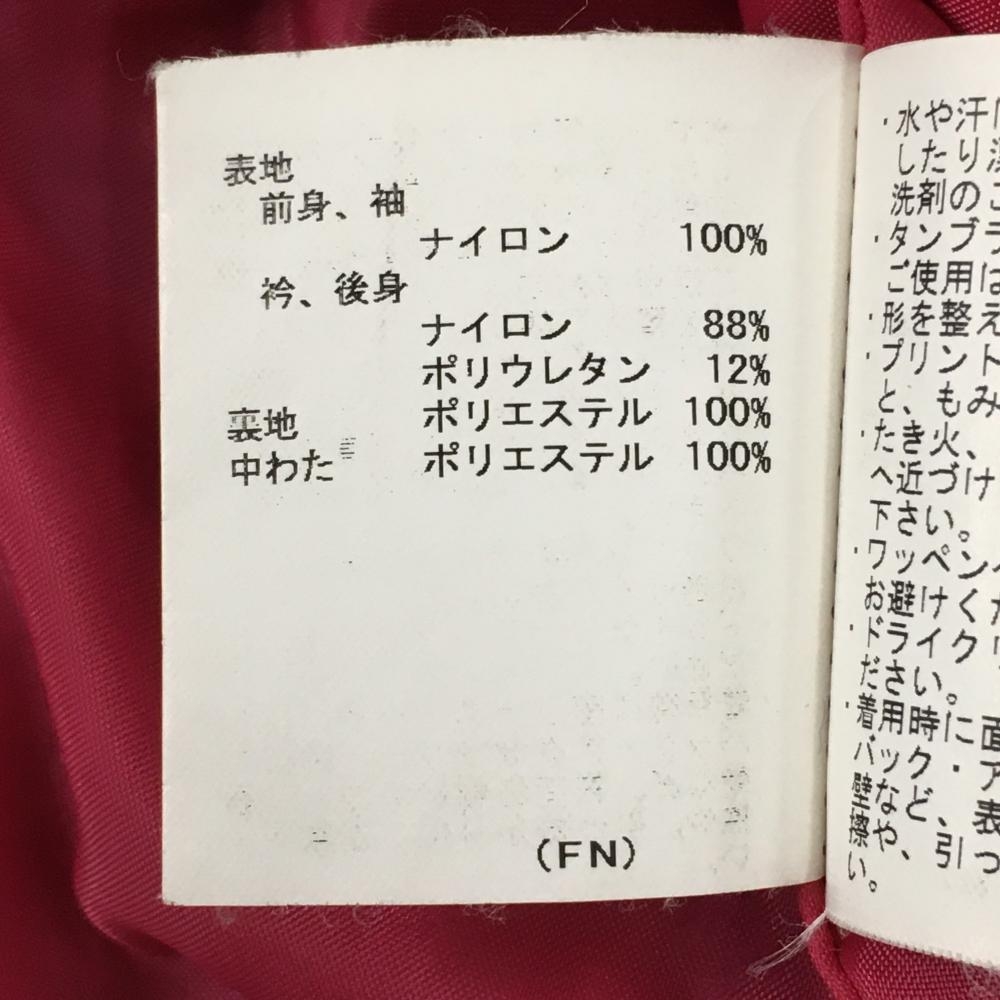 表地
前身、袖
ナイロン 100%
衿、後身
ナイロン 88%
ポリウレタン 12%
裏地 ポリエステル 100%
中わた ポリエステル 100%
(FN)
・水や汗
したり
洗剤の
・タンブラ
ご使用は
・形を整え
・プリント
と、もみ
・たき火、
へ近づけ
下さい。
・ワッペン
お避けくだ
・ドライク
ださい。
・着用時に面
バック・ア
壁など、表
擦や、引っ
い。